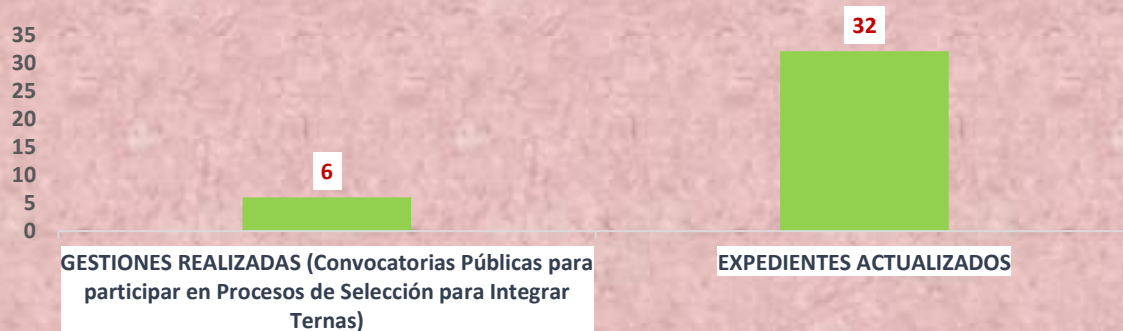 35
30
25
20
15
10
5
0
6
32
GESTIONES REALIZADAS (Convocatorias Públicas para
participar en Procesos de Selección para Integrar
Ternas)
EXPEDIENTES ACTUALIZADOS